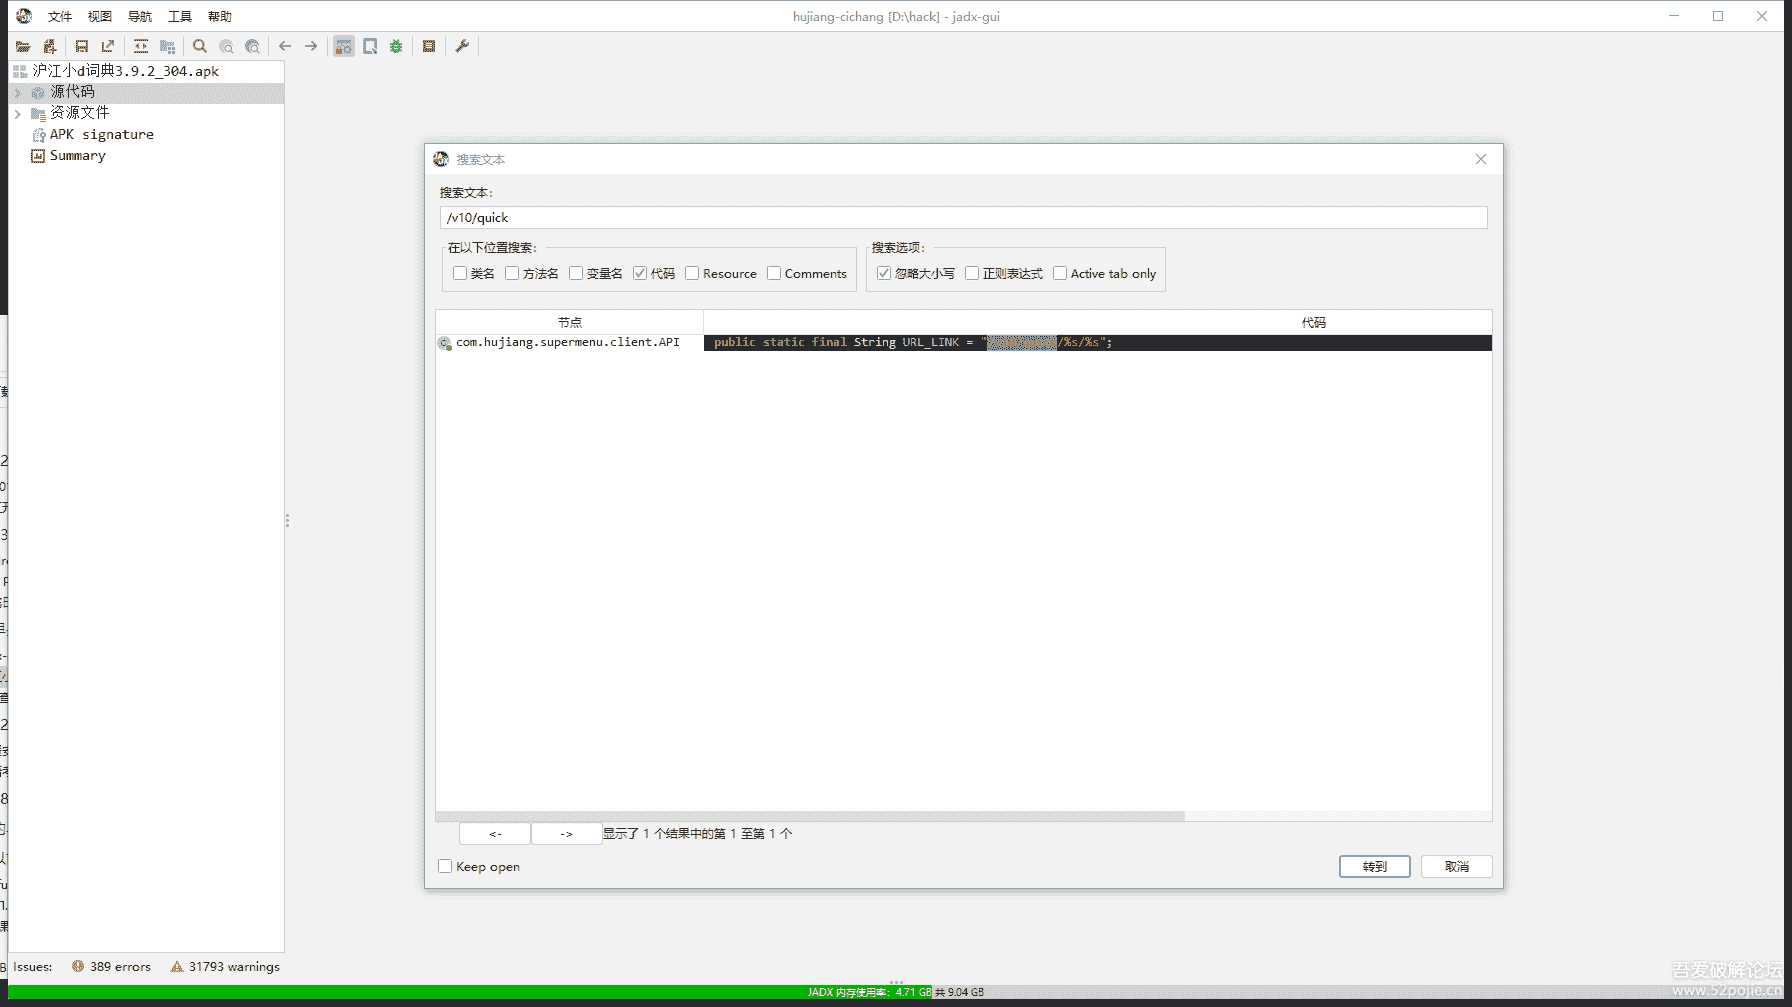 文件 视图 导航 工具 帮助
hujiang-cichang [D:\hack] - jadx-gui
沪江小d词典3.9.2_304.apk
源代码
资源文件
APK signature
Summary
搜索文本
搜索文本:
/v10/quick
在以下位置搜索:
类名 方法名 变量名 代码 Resource Comments
搜索选项:
忽略大小写 正则表达式 Active tab only
节点 代码
com.hujiang.supermenu.client.API public static final String URL_LINK = "/v10/quick/%s/%s";
<- -> 显示了 1 个结果中的第 1 至第 1 个
Keep open
转到 取消
Issues: 389 errors 31793 warnings
JADX 内存使用率: 4.71 GB 共 9.04 GB
吾爱破解论坛
www.52pojie.cn